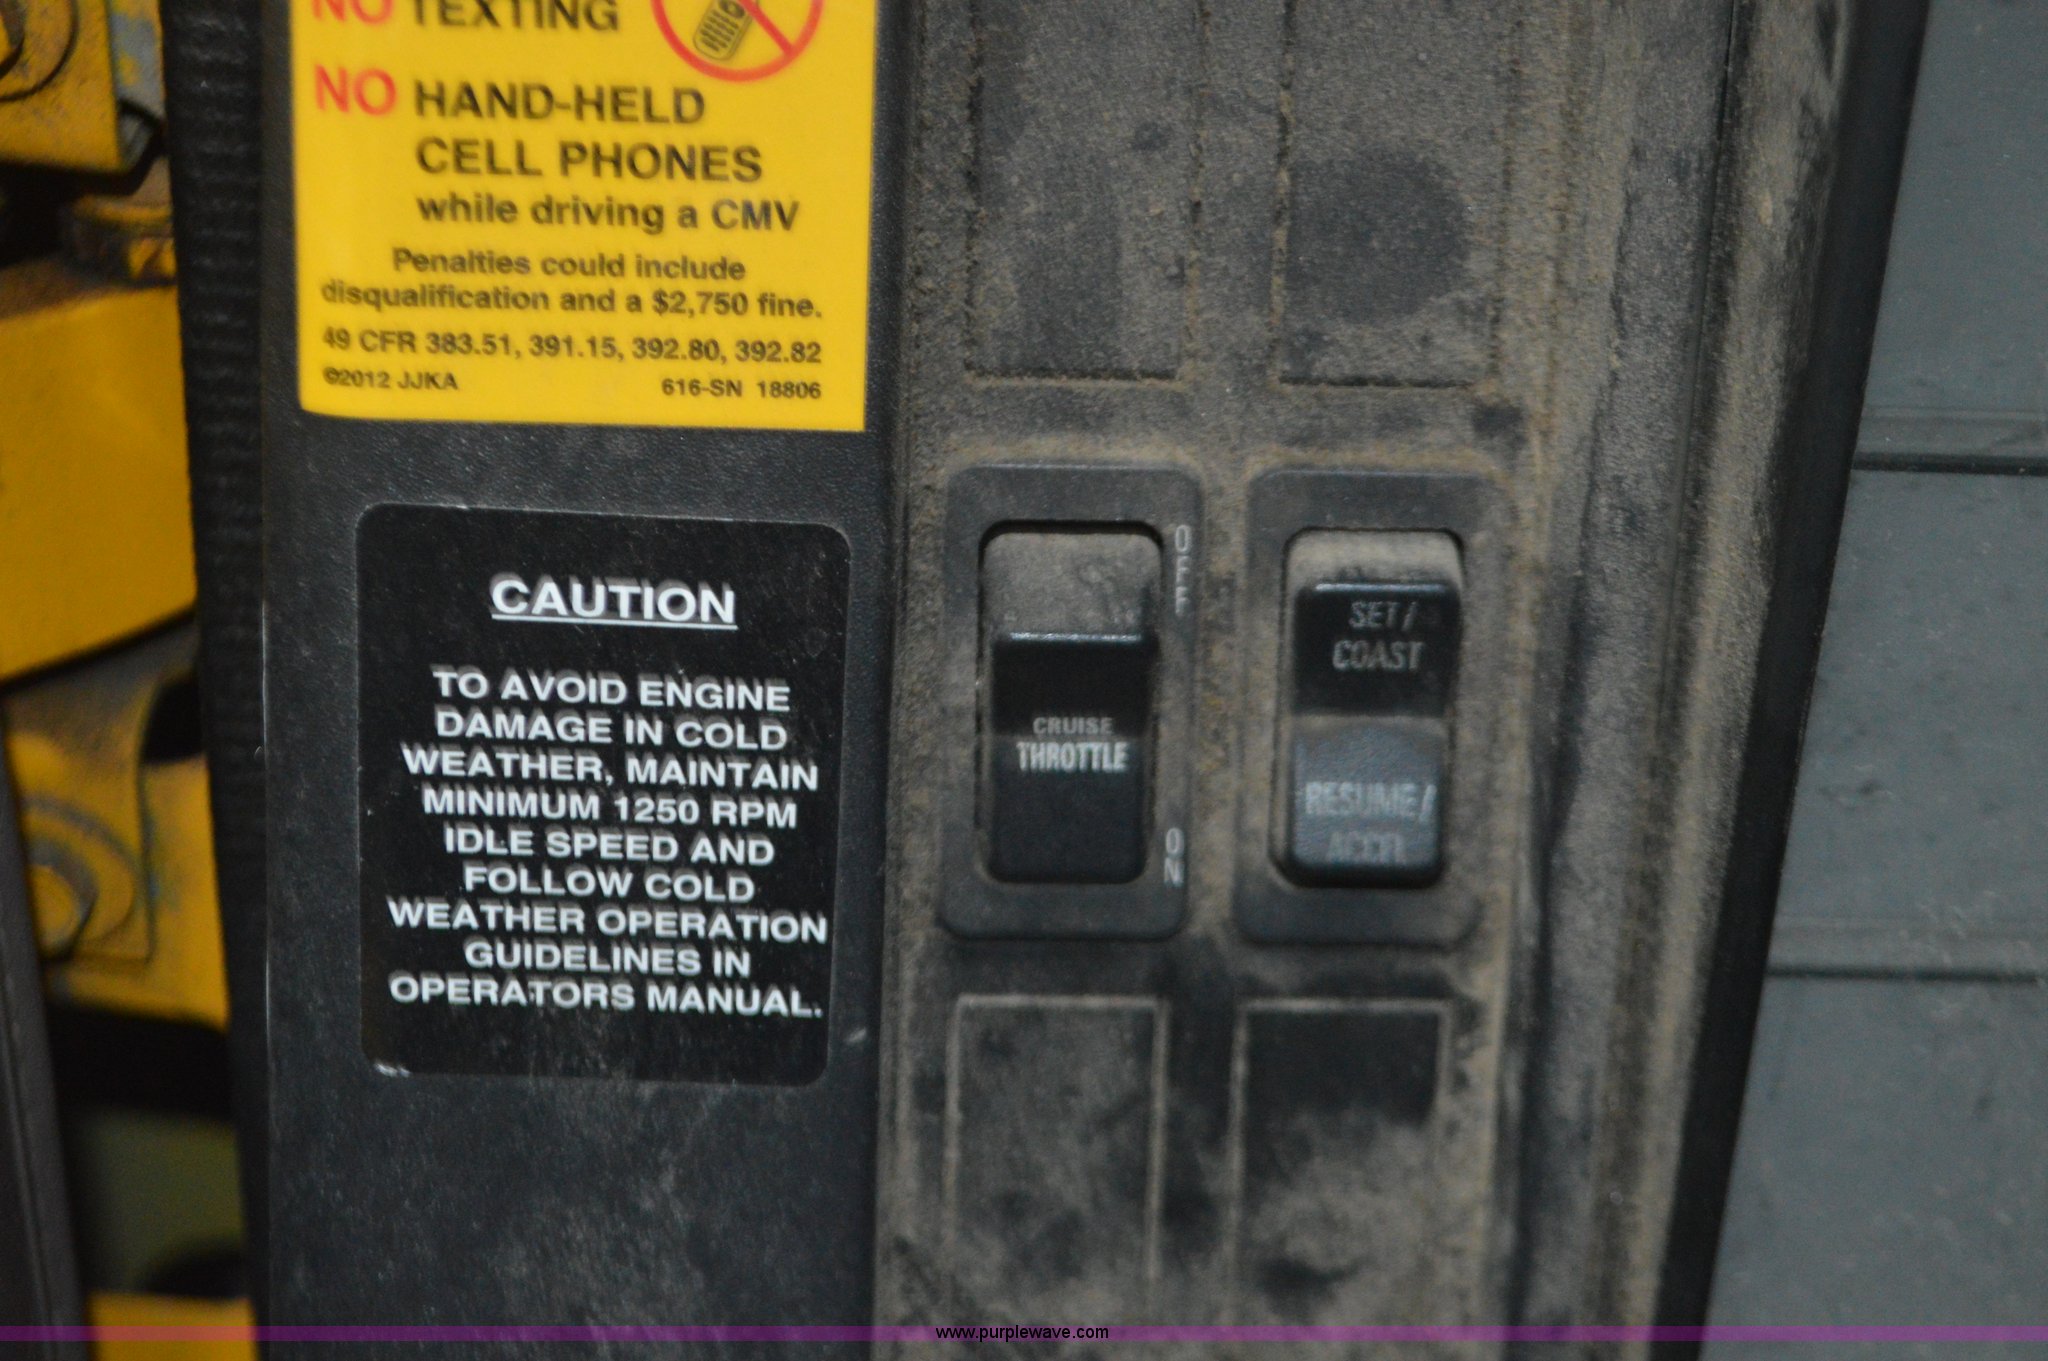 NO TEXTING
NO HAND-HELD
CELL PHONES
while driving a CMV
Penalties could include
disqualification and a $2,750 fine.
49 CFR 383.51, 391.15, 392.80, 392.82
©2012 JJKA 616-SN 18806
CAUTION
TO AVOID ENGINE
DAMAGE IN COLD
WEATHER, MAINTAIN
MINIMUM 1250 RPM
IDLE SPEED AND
FOLLOW COLD
WEATHER OPERATION
GUIDELINES IN
OPERATORS MANUAL.
OFF
CRUISE
THROTTLE
ON
SET/
COAST
RESUME/
ACCEL
www.purplewave.com